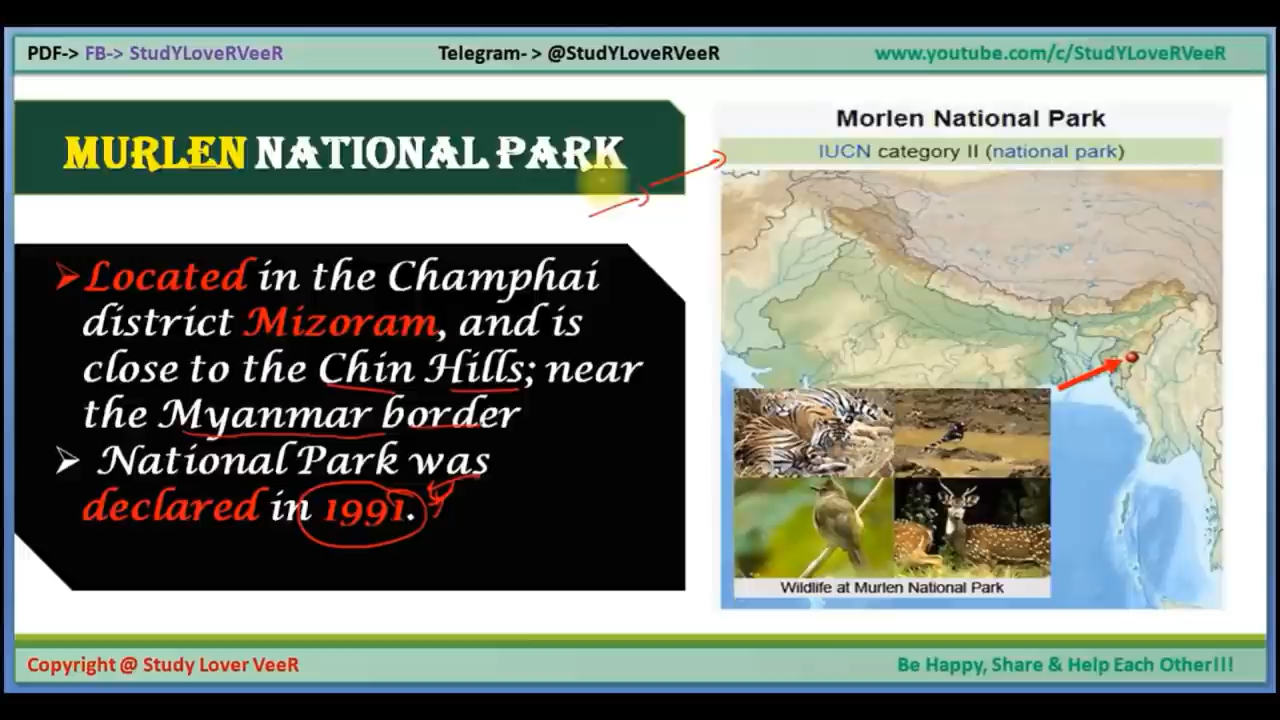 PDF-> FB-> StudYLoveRVeeR
Telegram- > @StudYLoveRVeeR
www.youtube.com/c/StudYLoveRVeeR
MURLEN NATIONAL PARK
Located in the Champhai
district Mizoram, and is
close to the Chin Hills; near
the Myanmar border
National Park was
declared in 1991.
Morlen National Park
IUCN category II (national park)
Wildlife at Murlen National Park
Copyright @ Study Lover VeeR
Be Happy, Share & Help Each Other!!!